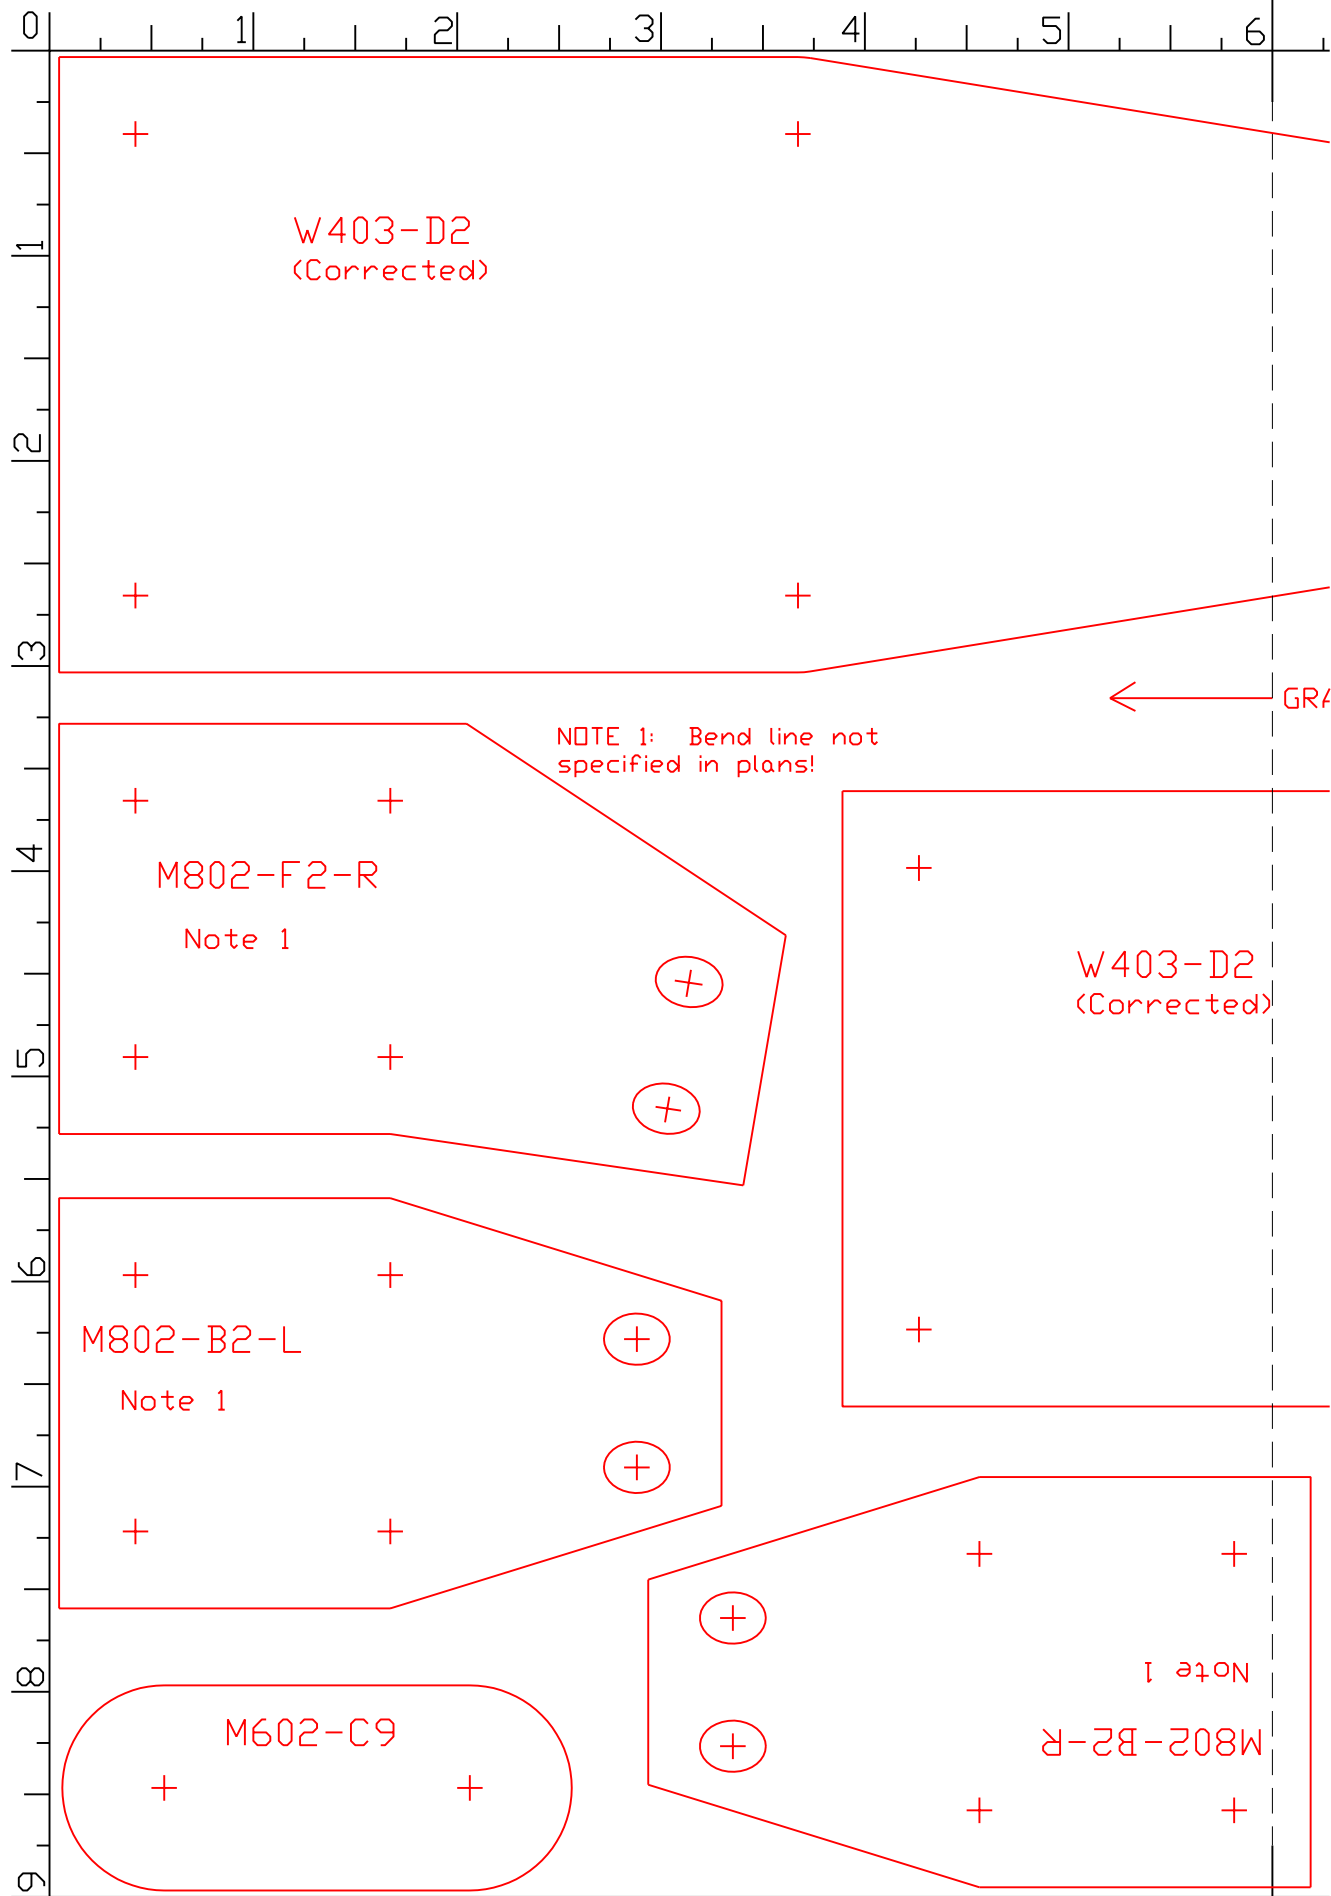 0 1 2 3 4 5 6
W403-D2
(Corrected)
1
2
3
GRA
NOTE 1: Bend line not
specified in plans!
4
M802-F2-R
Note 1
W403-D2
(Corrected)
5
6
M802-B2-L
Note 1
7
8
Note 1
M802-B2-R
M602-C9
9